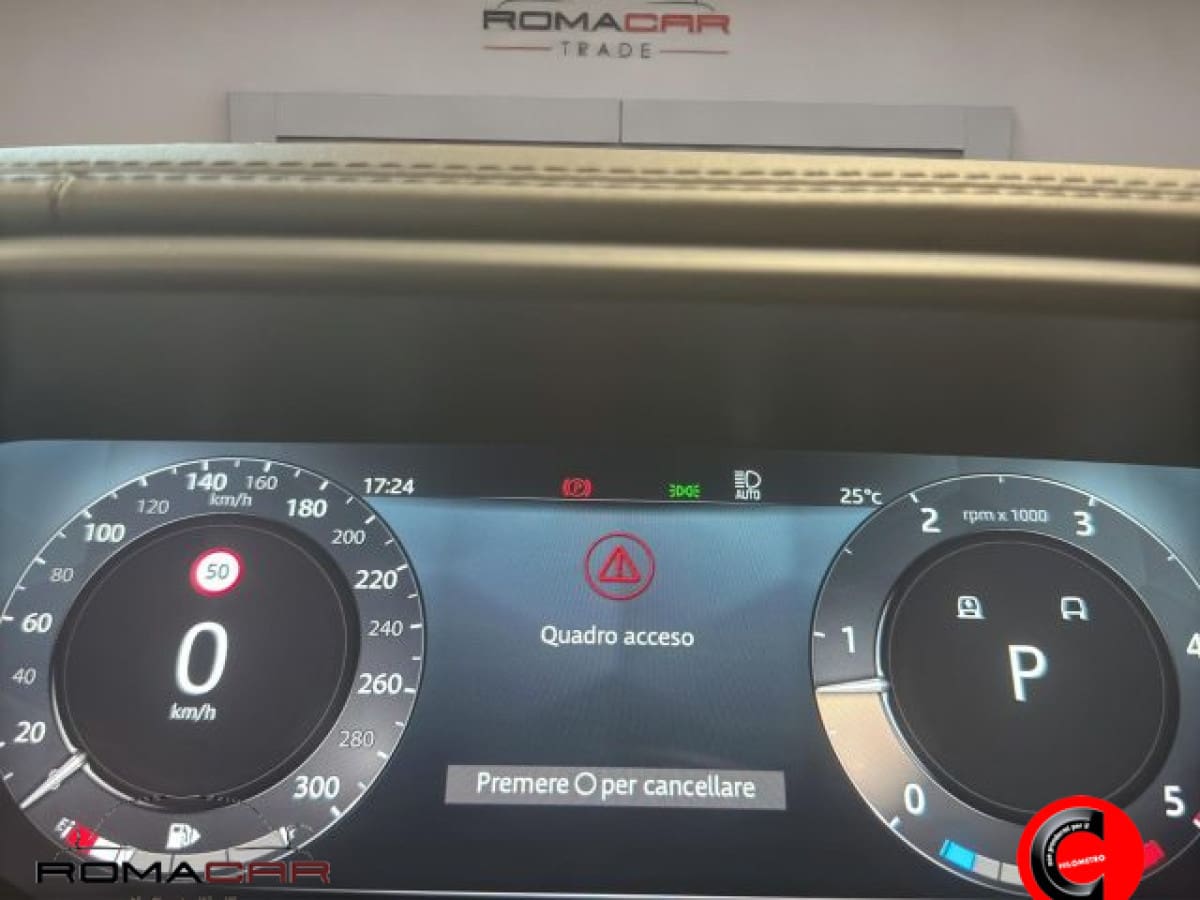 ROMACAR
TRADE
140 160
120 km/h
100 180
80 200
60 220
40 240
20 260
280
300
50
0
km/h
17:24
P
AUTO
25°c
Quadro acceso
Premere O per cancellare
rpm x 1000
2 3
1 4
0 5
P
ROMACAR
KILOMETRO